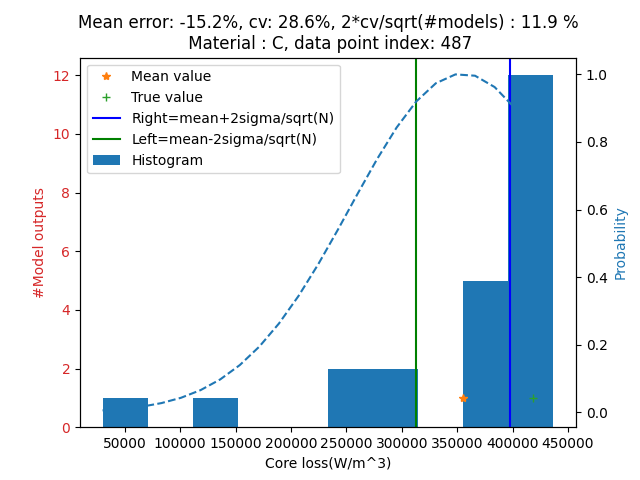 Mean error: -15.2%, cv: 28.6%, 2*cv/sqrt(#models) : 11.9 %
Material : C, data point index: 487
Mean value
True value
Right=mean+2sigma/sqrt(N)
Left=mean-2sigma/sqrt(N)
Histogram
12
10
8
6
4
2
0
#Model outputs
1.0
0.8
0.6
0.4
0.2
0.0
Probability
50000 100000 150000 200000 250000 300000 350000 400000 450000
Core loss(W/m^3)